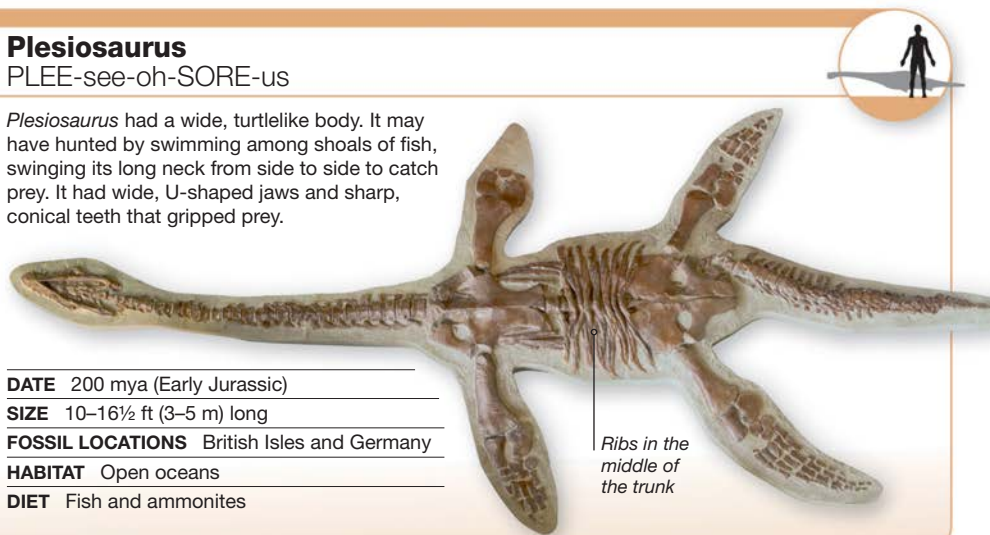 Plesiosaurus
PLEE-see-oh-SORE-us
Plesiosaurus had a wide, turtlelike body. It may
have hunted by swimming among shoals of fish,
swinging its long neck from side to side to catch
prey. It had wide, U-shaped jaws and sharp,
conical teeth that gripped prey.
DATE 200 mya (Early Jurassic)
SIZE 10–16½ ft (3–5 m) long
FOSSIL LOCATIONS British Isles and Germany
HABITAT Open oceans
DIET Fish and ammonites
Ribs in the
middle of
the trunk